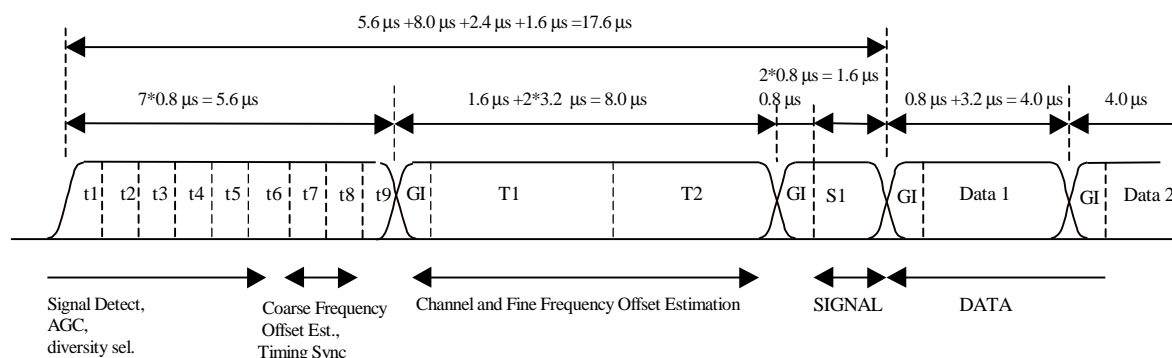 5.6 µs +8.0 µs +2.4 µs +1.6 µs =17.6 µs
2*0.8 µs = 1.6 µs
7*0.8 µs = 5.6 µs
1.6 µs +2*3.2 µs = 8.0 µs
0.8 µs
0.8 µs +3.2 µs = 4.0 µs
4.0 µs
t1 t2 t3 t4 t5 t6 t7 t8 t9 GI T1 T2 GI S1 GI Data 1 GI Data 2
Signal Detect,
AGC,
diversity sel.
Coarse Frequency
Offset Est.,
Timing Sync
Channel and Fine Frequency Offset Estimation
SIGNAL
DATA